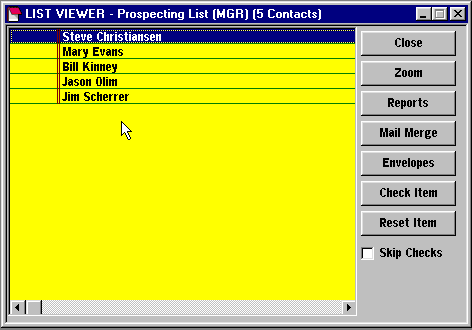 LIST VIEWER - Prospecting List (MGR) (5 Contacts)
Steve Christiansen
Mary Evans
Bill Kinney
Jason Olim
Jim Scherrer
Close
Zoom
Reports
Mail Merge
Envelopes
Check Item
Reset Item
Skip Checks